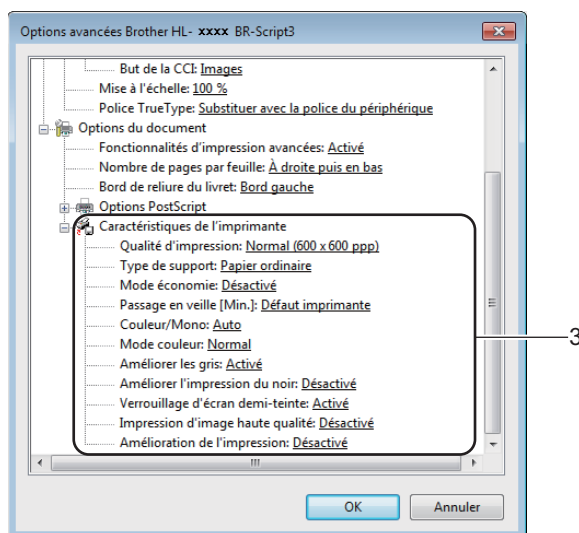 Options avancées Brother HL- xxxx BR-Script3
But de la CCI: Images
Mise à l'échelle: 100 %
Police TrueType: Substituer avec la police du périphérique
Options du document
Fonctionnalités d'impression avancées: Activé
Nombre de pages par feuille: À droite puis en bas
Bord de reliure du livret: Bord gauche
Options PostScript
Caractéristiques de l'imprimante
Qualité d'impression: Normal (600 x 600 ppp)
Type de support: Papier ordinaire
Mode économie: Désactivé
Passage en veille [Min.]: Défaut imprimante
Couleur/Mono: Auto
Mode couleur: Normal
Améliorer les gris: Activé
Améliorer l'impression du noir: Désactivé
Verrouillage d'écran demi-teinte: Activé
Impression d'image haute qualité: Désactivé
Amélioration de l'impression: Désactivé
3
OK Annuler